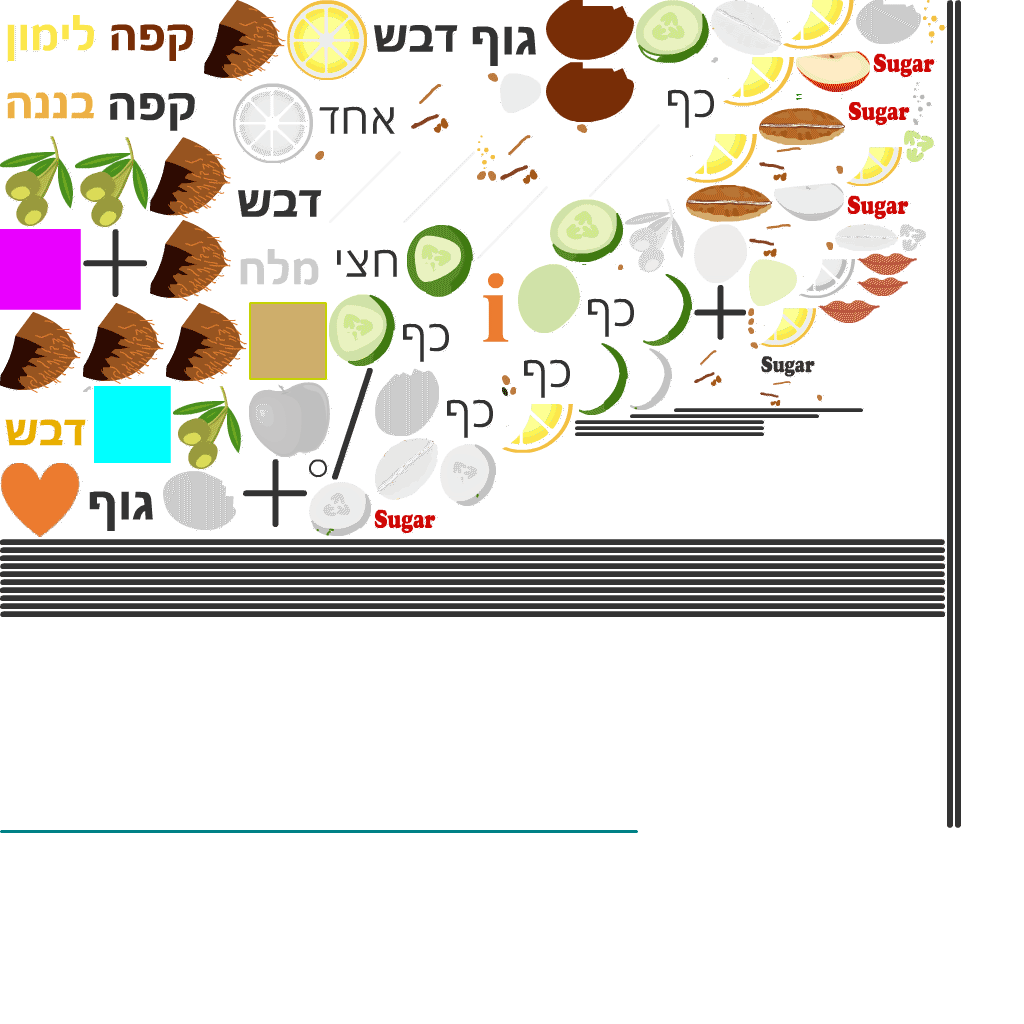 קפה לימון
גוף דבש
Sugar
קפה בננה
אחד
כף
Sugar
דבש
Sugar
חצי מלח
כף
i
כף
Sugar
כף
דבש
כף
גוף
Sugar